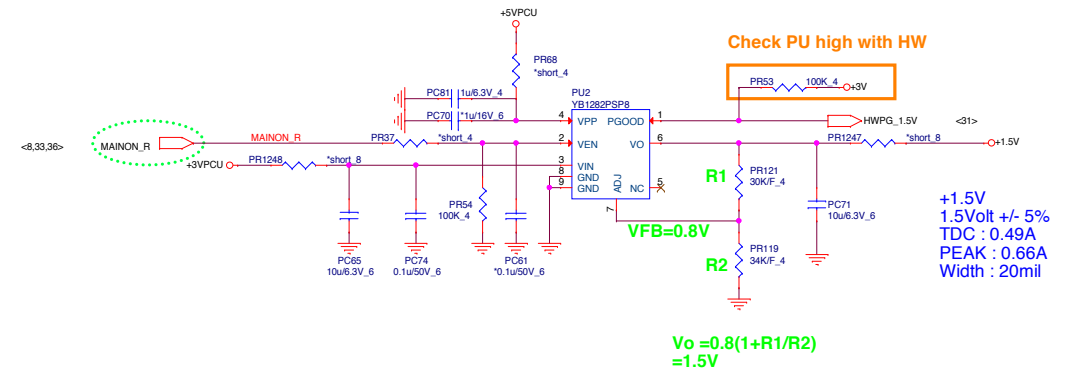 +5VPCU
Check PU high with HW
PR68
*short_4
PR53
100K_4
+3V
PC81
1u/6.3V_4
PU2
YB1282PSP8
PC70
*1u/16V_4
4
VPP
PGOOD
1
HWPG_1.5V
<31>
<8,33,36>
MAINON_R
MAINON_R
PR37
*short_4
2
VEN
VO
6
PR1247
*short_8
+1.5V
+3VPCU
PR1248
*short_8
3
VIN
8
GND
9
GND
ADJ
NC
5
7
R1
PR121
30K/F_4
PR54
100K_4
PC71
10u/6.3V_6
VFB=0.8V
R2
PR119
34K/F_4
PC65
10u/6.3V_6
PC74
0.1u/50V_6
PC61
*0.1u/50V_6
+1.5V
1.5Volt +/- 5%
TDC : 0.49A
PEAK : 0.66A
Width : 20mil
Vo =0.8(1+R1/R2)
=1.5V